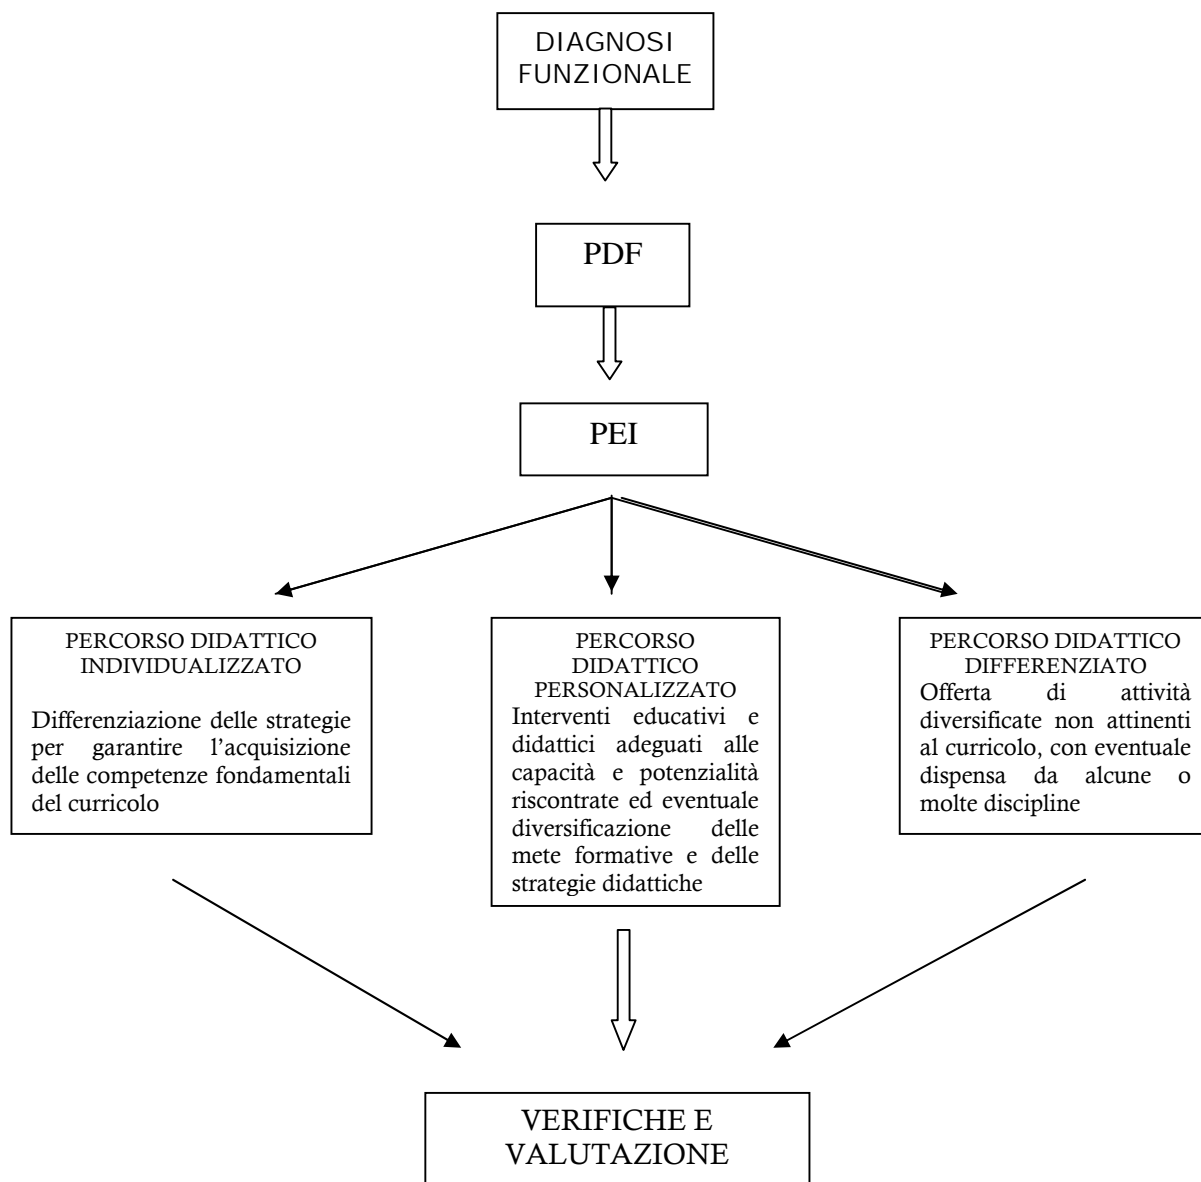 DIAGNOSI
FUNZIONALE
PDF
PEI
PERCORSO DIDATTICO
INDIVIDUALIZZATO
Differenziazione delle strategie
per garantire l'acquisizione
delle competenze fondamentali
del curricolo
PERCORSO
DIDATTICO
PERSONALIZZATO
Interventi educativi e
didattici adeguati alle
capacità e potenzialità
riscontrate ed eventuale
diversificazione delle
mete formative e delle
strategie didattiche
PERCORSO DIDATTICO
DIFFERENZIATO
Offerta di attività
diversificate non attinenti
al curricolo, con eventuale
dispensa da alcune o
molte discipline
VERIFICHE E
VALUTAZIONE